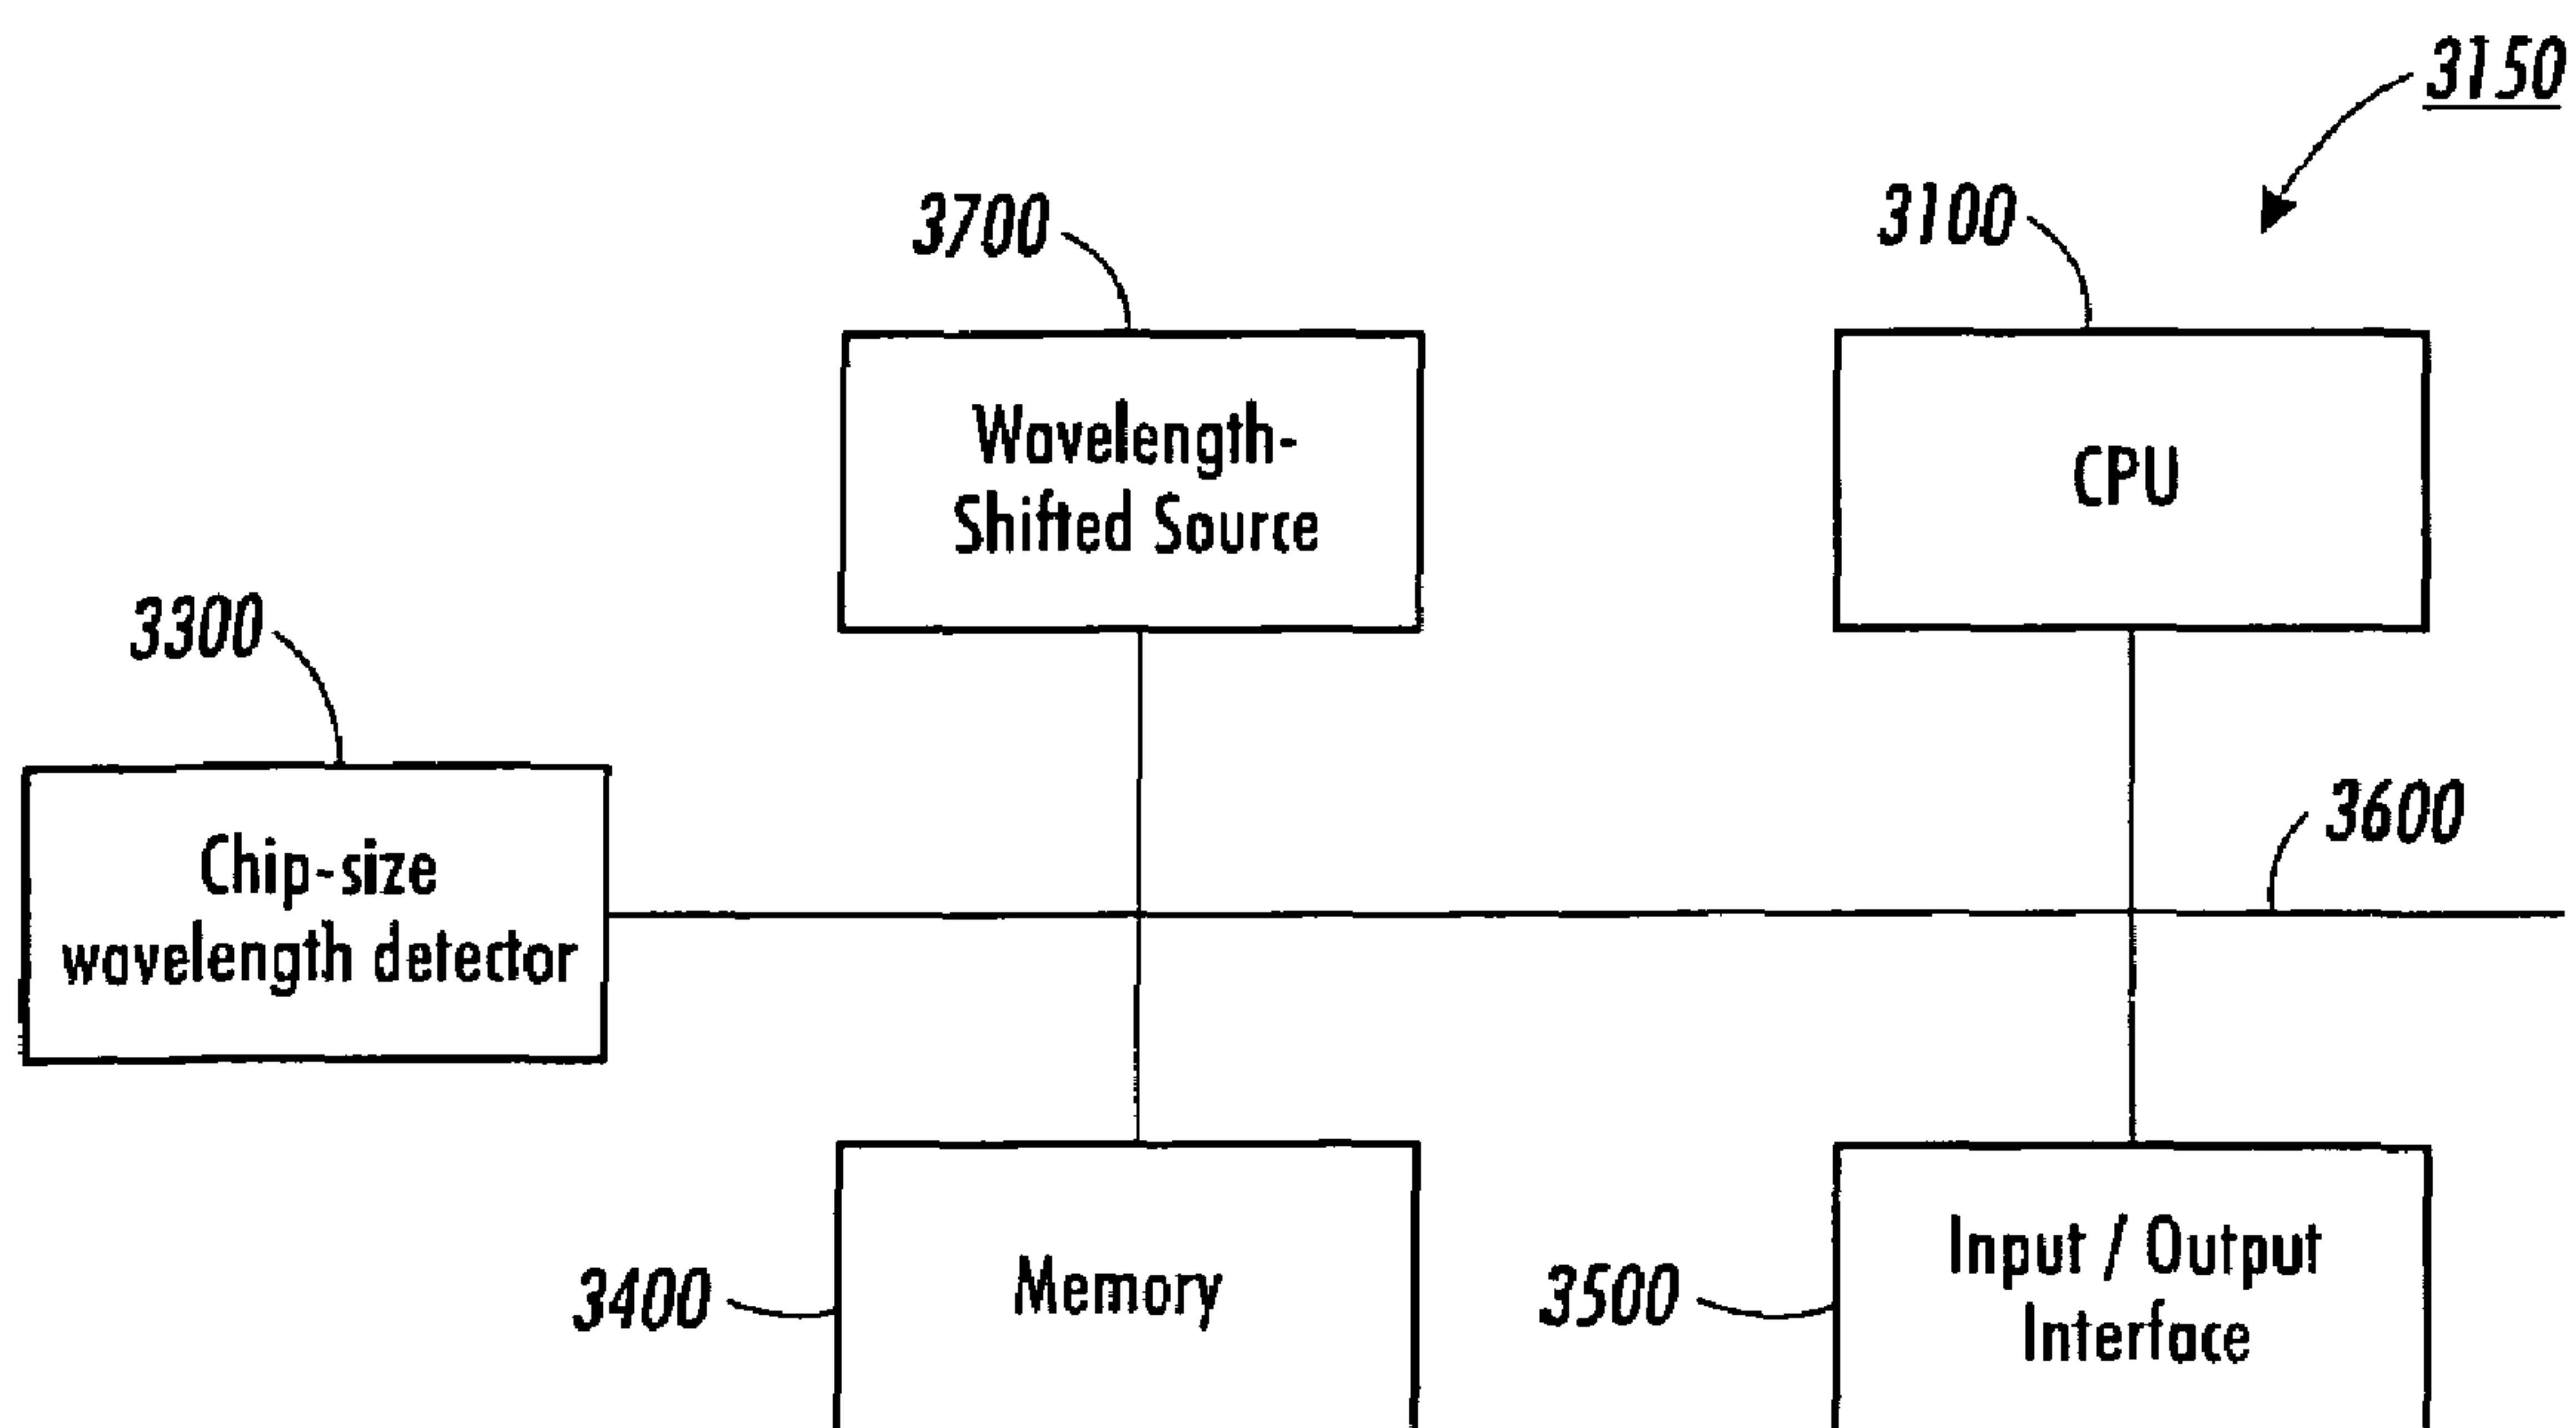 3150
3700
3100
Wavelength-
Shifted Source
CPU
3300
3600
Chip-size
wavelength detector
3400
Memory
3500
Input / Output
Interface